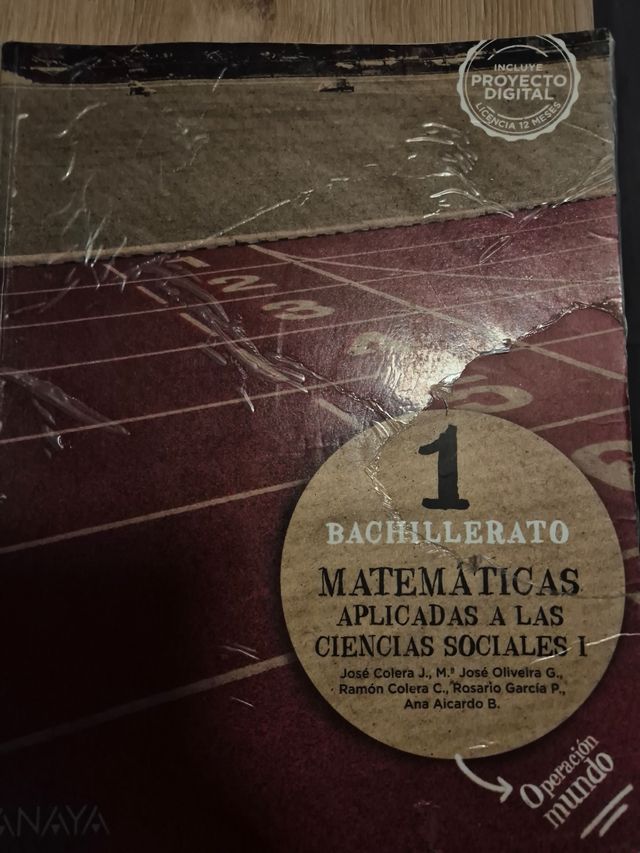 INCLUYE
PROYECTO
DIGITAL
LICENCIA 12 MESES
1
BACHILLERATO
MATEMÁTICAS
APLICADAS A LAS
CIENCIAS SOCIALES I
José Colera J., M.ª José Oliveira G.,
Ramón Colera C., Rosario García P.,
Ana Aicardo B.
Operación
mundo
ANAYA